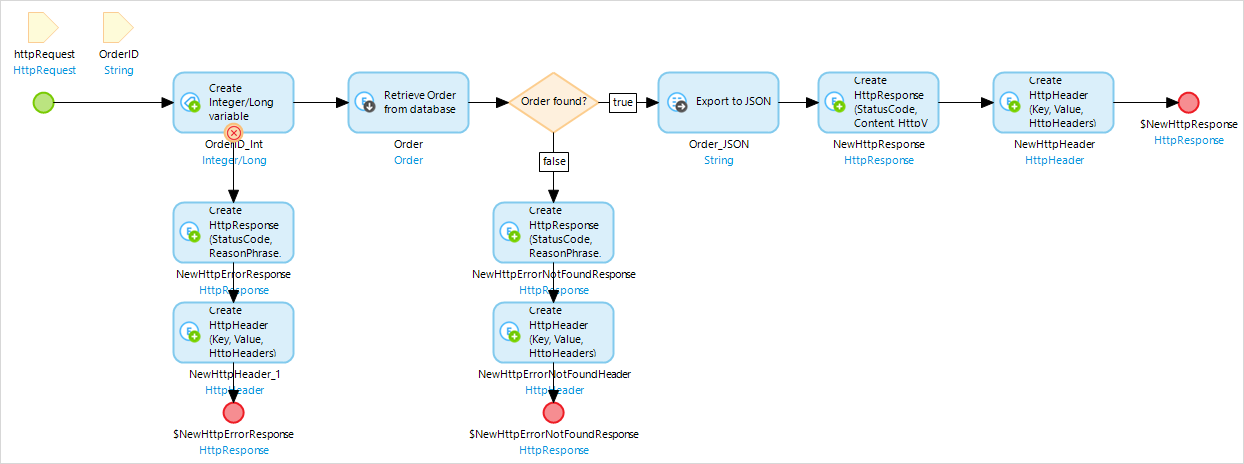 httpRequest
HttpRequest
OrderID
String
Create
Integer/Long
variable
OrderID_Int
Integer/Long
Retrieve Order
from database
Order
Order
Order found?
true
false
Export to JSON
Order_JSON
String
Create
HttpResponse
(StatusCode,
Content, HttpV
NewHttpResponse
HttpResponse
Create
HttpHeader
(Key, Value,
HttpHeaders)
NewHttpHeader
HttpHeader
$NewHttpResponse
HttpResponse
Create
HttpResponse
(StatusCode,
ReasonPhrase,
NewHttpErrorResponse
HttpResponse
Create
HttpHeader
(Key, Value,
HttpHeaders)
NewHttpHeader_1
HttpHeader
$NewHttpErrorResponse
HttpResponse
Create
HttpResponse
(StatusCode,
ReasonPhrase,
NewHttpErrorNotFoundResponse
HttpResponse
Create
HttpHeader
(Key, Value,
HttpHeaders)
NewHttpErrorNotFoundHeader
HttpHeader
$NewHttpErrorNotFoundResponse
HttpResponse